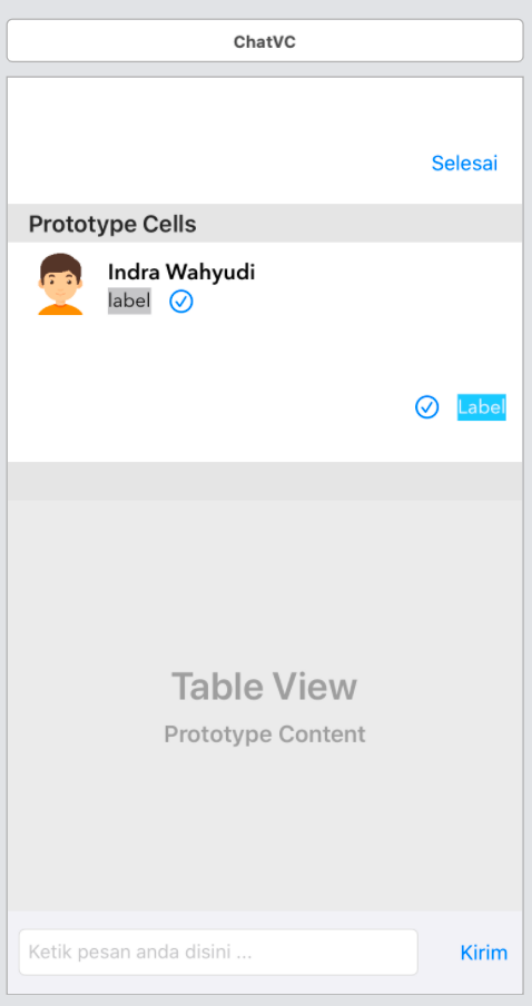 ChatVC
Selesai
Prototype Cells
Indra Wahyudi
label
Label
Table View
Prototype Content
Ketik pesan anda disini ...
Kirim